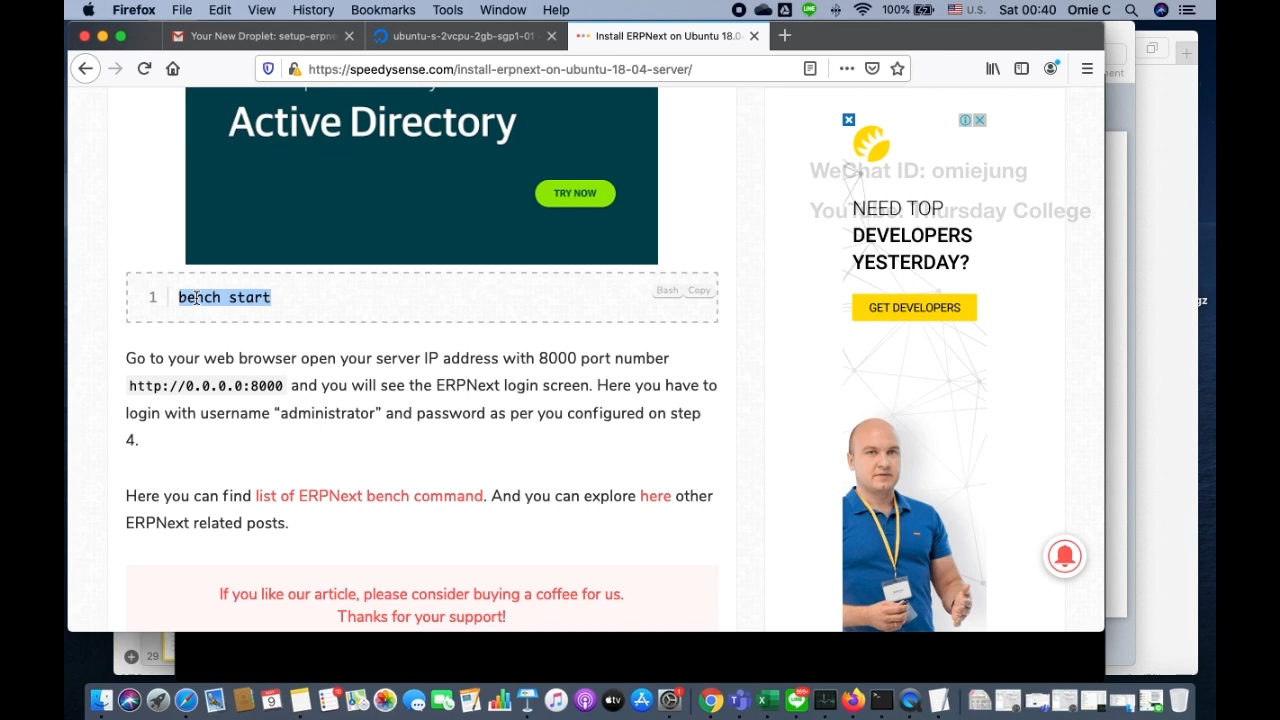 Firefox File Edit View History Bookmarks Tools Window Help 100% U.S. Sat 00:40 Omie C
Your New Droplet: setup-erpne
ubuntu-s-2vcpu-2gb-sgp1-01
Install ERPNext on Ubuntu 18.0
https://speedysense.com/install-erpnext-on-ubuntu-18-04-server/
Active Directory
TRY NOW
1 bench start
Bash Copy
Go to your web browser open your server IP address with 8000 port number
http://0.0.0.0:8000 and you will see the ERPNext login screen. Here you have to
login with username “administrator” and password as per you configured on step
4.
Here you can find list of ERPNext bench command. And you can explore here other
ERPNext related posts.
If you like our article, please consider buying a coffee for us.
Thanks for your support!
WeChat ID: omiejung
YouTube: Thursday College
NEED TOP
DEVELOPERS
YESTERDAY?
GET DEVELOPERS
ent
gz
29